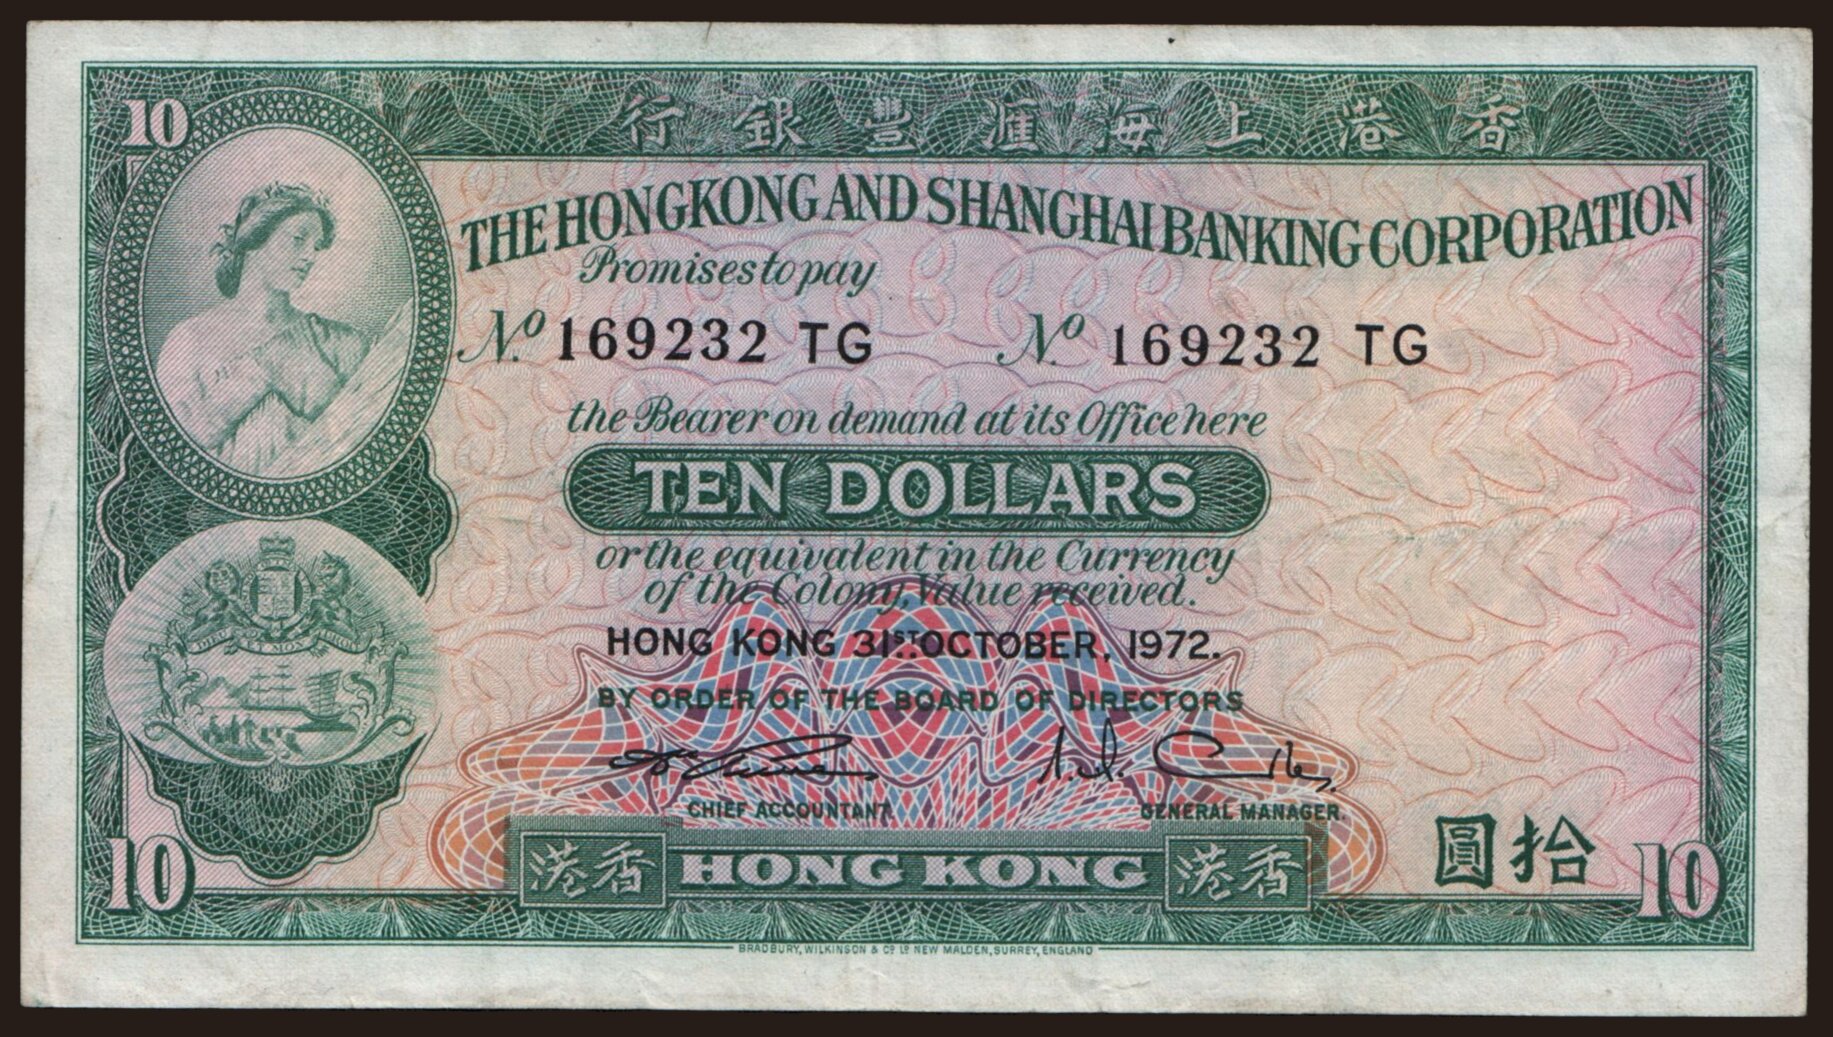 10
行銀豐滙海上港香
THE HONGKONG AND SHANGHAI BANKING CORPORATION
Promises to pay
No. 169232 TG No. 169232 TG
the Bearer on demand at its Office here
TEN DOLLARS
or the equivalent in the Currency
of the Colony, Value received.
HONG KONG 31ST OCTOBER, 1972.
BY ORDER OF THE BOARD OF DIRECTORS
CHIEF ACCOUNTANT. GENERAL MANAGER.
10 港香 HONG KONG 港香 圓拾 10
BRADBURY, WILKINSON & Co. Ld. NEW MALDEN, SURREY, ENGLAND